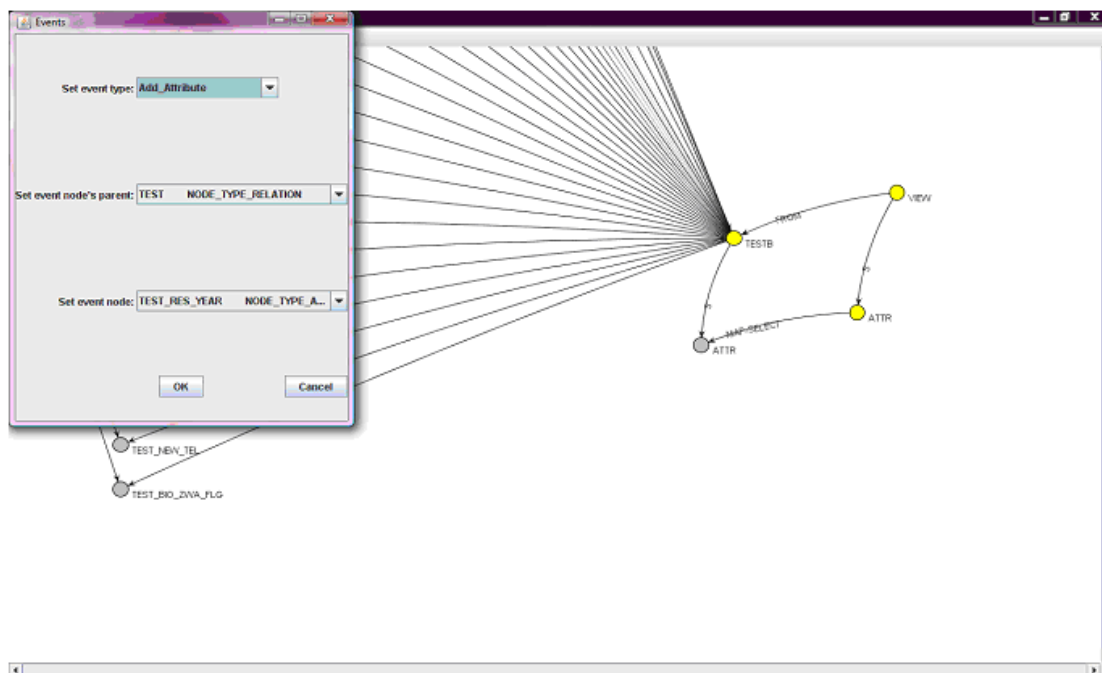 Events
Set event type: Add_Attribute
Set event node's parent: TEST NODE_TYPE_RELATION
Set event node: TEST_RES_YEAR NODE_TYPE_A...
OK Cancel
VIEW
FROM
TESTB
S
S
ATTR
MAP-SELECT
ATTR
TEST_NEW_TEL
TEST_BIO_ZWA_FLG